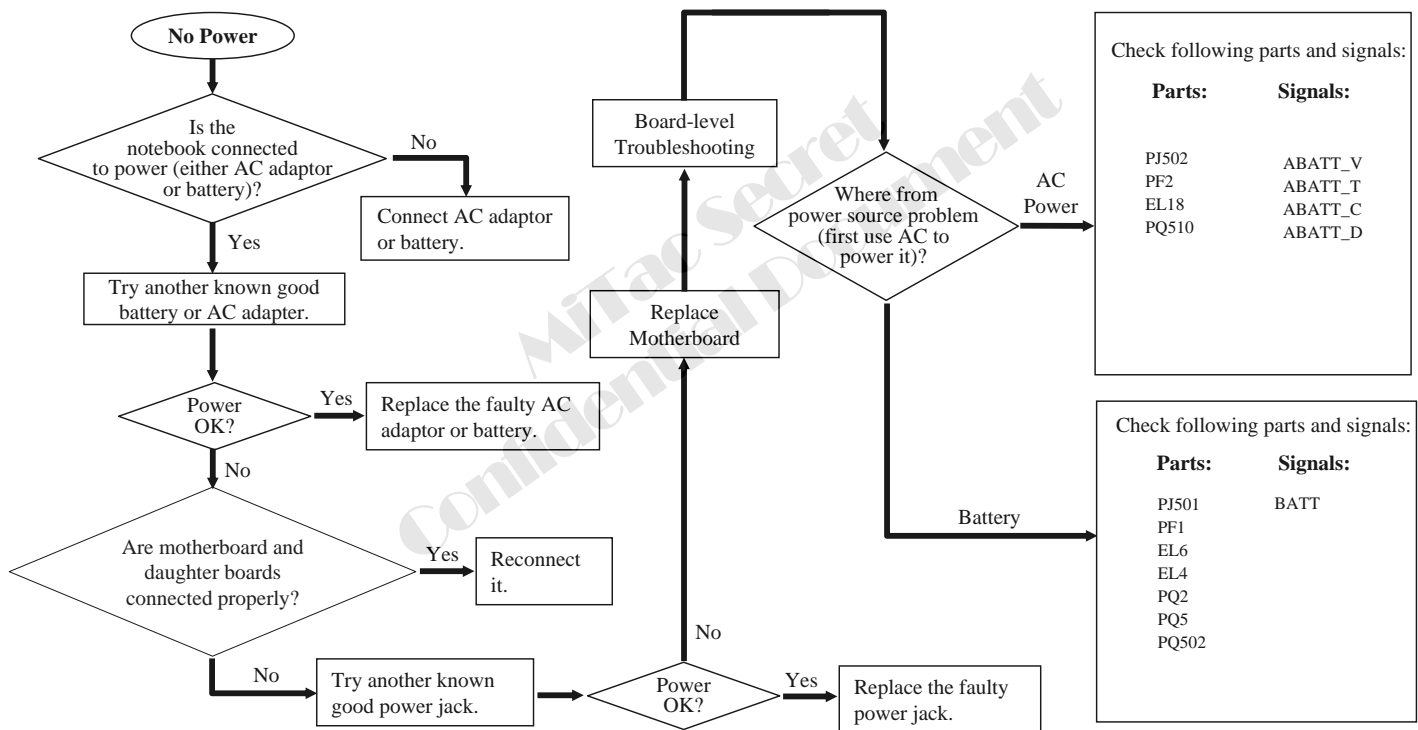 No Power
Is the
notebook connected
to power (either AC adaptor
or battery)?
No
Connect AC adaptor
or battery.
Yes
Try another known good
battery or AC adapter.
Power
OK?
Yes
Replace the faulty AC
adaptor or battery.
No
Are motherboard and
daughter boards
connected properly?
Yes
Reconnect
it.
No
Try another known
good power jack.
Power
OK?
Yes
Replace the faulty
power jack.
No
Replace
Motherboard
Board-level
Troubleshooting
Where from
power source problem
(first use AC to
power it)?
AC
Power
Check following parts and signals:
Parts:
Signals:
PJ502
PF2
EL18
PQ510
ABATT_V
ABATT_T
ABATT_C
ABATT_D
Battery
Check following parts and signals:
Parts:
Signals:
PJ501
PF1
EL6
EL4
PQ2
PQ5
PQ502
BATT
MiTac Secret
Confidential Document